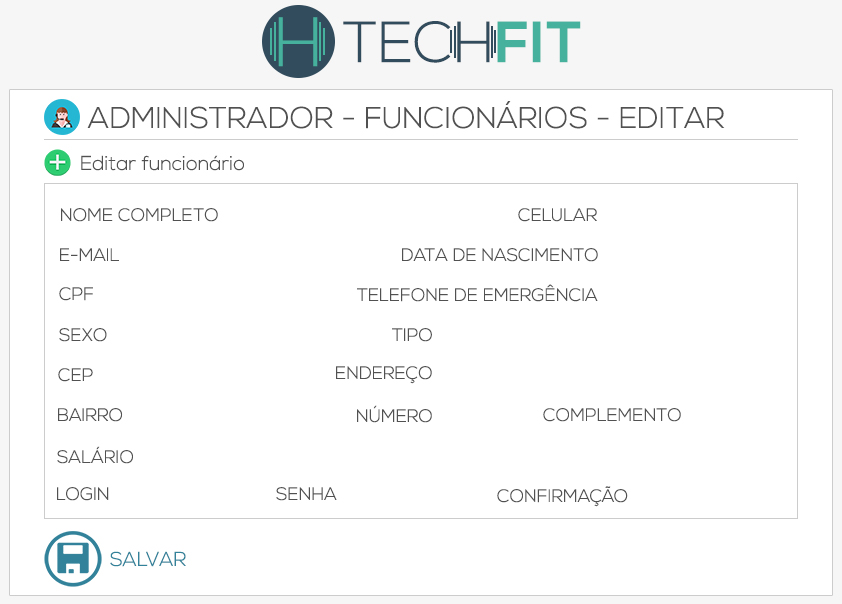 TECHFIT
ADMINISTRADOR - FUNCIONÁRIOS - EDITAR
Editar funcionário
NOME COMPLETO CELULAR
E-MAIL DATA DE NASCIMENTO
CPF TELEFONE DE EMERGÊNCIA
SEXO TIPO
CEP ENDEREÇO
BAIRRO NÚMERO COMPLEMENTO
SALÁRIO
LOGIN SENHA CONFIRMAÇÃO
SALVAR